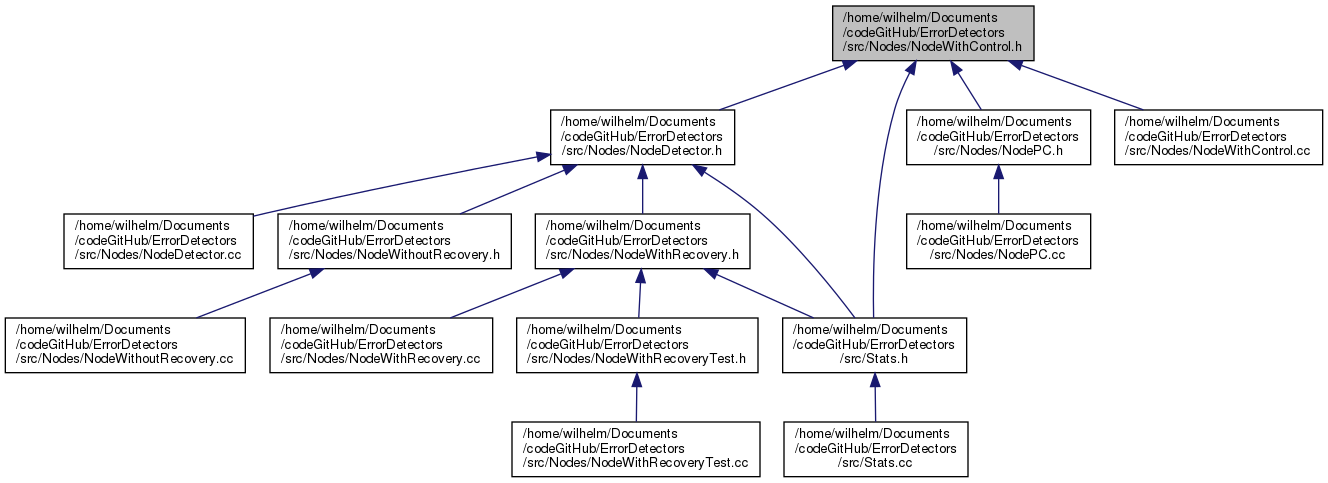 /home/wilhelm/Documents
/codeGitHub/ErrorDetectors
/src/Nodes/NodeWithControl.h
/home/wilhelm/Documents
/codeGitHub/ErrorDetectors
/src/Nodes/NodeDetector.h
/home/wilhelm/Documents
/codeGitHub/ErrorDetectors
/src/Nodes/NodePC.h
/home/wilhelm/Documents
/codeGitHub/ErrorDetectors
/src/Nodes/NodeWithControl.cc
/home/wilhelm/Documents
/codeGitHub/ErrorDetectors
/src/Nodes/NodeDetector.cc
/home/wilhelm/Documents
/codeGitHub/ErrorDetectors
/src/Nodes/NodeWithoutRecovery.h
/home/wilhelm/Documents
/codeGitHub/ErrorDetectors
/src/Nodes/NodeWithRecovery.h
/home/wilhelm/Documents
/codeGitHub/ErrorDetectors
/src/Nodes/NodePC.cc
/home/wilhelm/Documents
/codeGitHub/ErrorDetectors
/src/Nodes/NodeWithoutRecovery.cc
/home/wilhelm/Documents
/codeGitHub/ErrorDetectors
/src/Nodes/NodeWithRecovery.cc
/home/wilhelm/Documents
/codeGitHub/ErrorDetectors
/src/Nodes/NodeWithRecoveryTest.h
/home/wilhelm/Documents
/codeGitHub/ErrorDetectors
/src/Stats.h
/home/wilhelm/Documents
/codeGitHub/ErrorDetectors
/src/Nodes/NodeWithRecoveryTest.cc
/home/wilhelm/Documents
/codeGitHub/ErrorDetectors
/src/Stats.cc